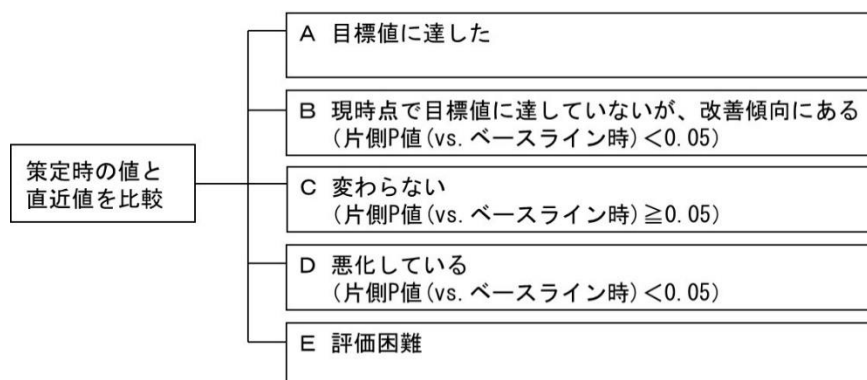 策定時の値と
直近値を比較
A 目標値に達した
B 現時点で目標値に達していないが、改善傾向にある
(片側P値(vs. ベースライン時)<0.05)
C 変わらない
(片側P値(vs. ベースライン時)≧0.05)
D 悪化している
(片側P値(vs. ベースライン時)<0.05)
E 評価困難